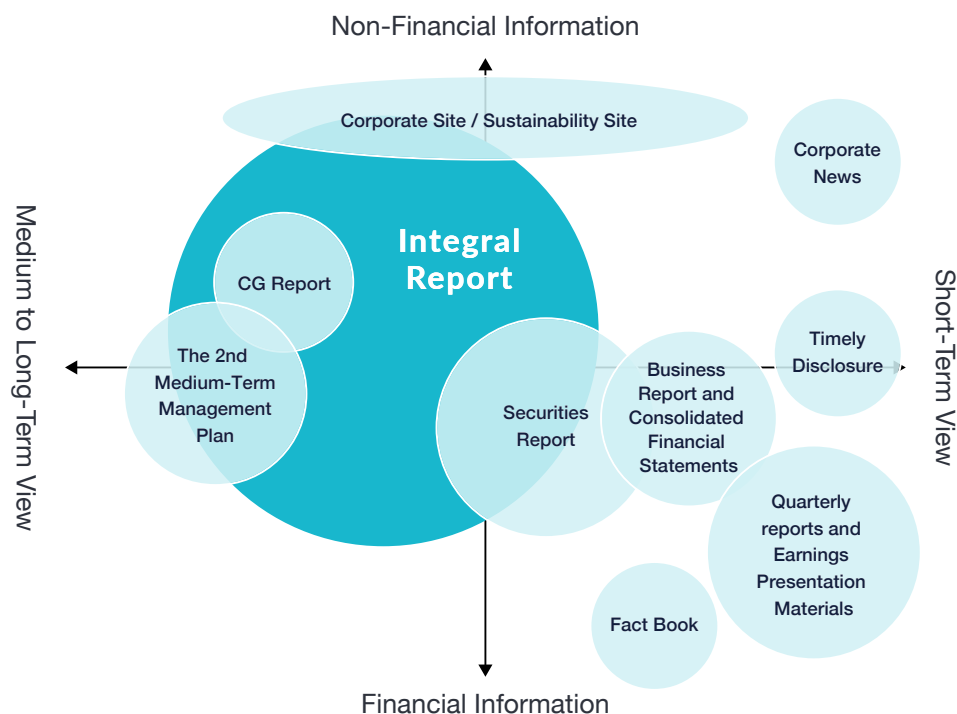 Non-Financial Information
Corporate Site / Sustainability Site
Corporate
News
Integral
Report
CG Report
Medium to Long-Term View
Short-Term View
The 2nd
Medium-Term
Management
Plan
Securities
Report
Business
Report and
Consolidated
Financial
Statements
Timely
Disclosure
Quarterly
reports and
Earnings
Presentation
Materials
Fact Book
Financial Information